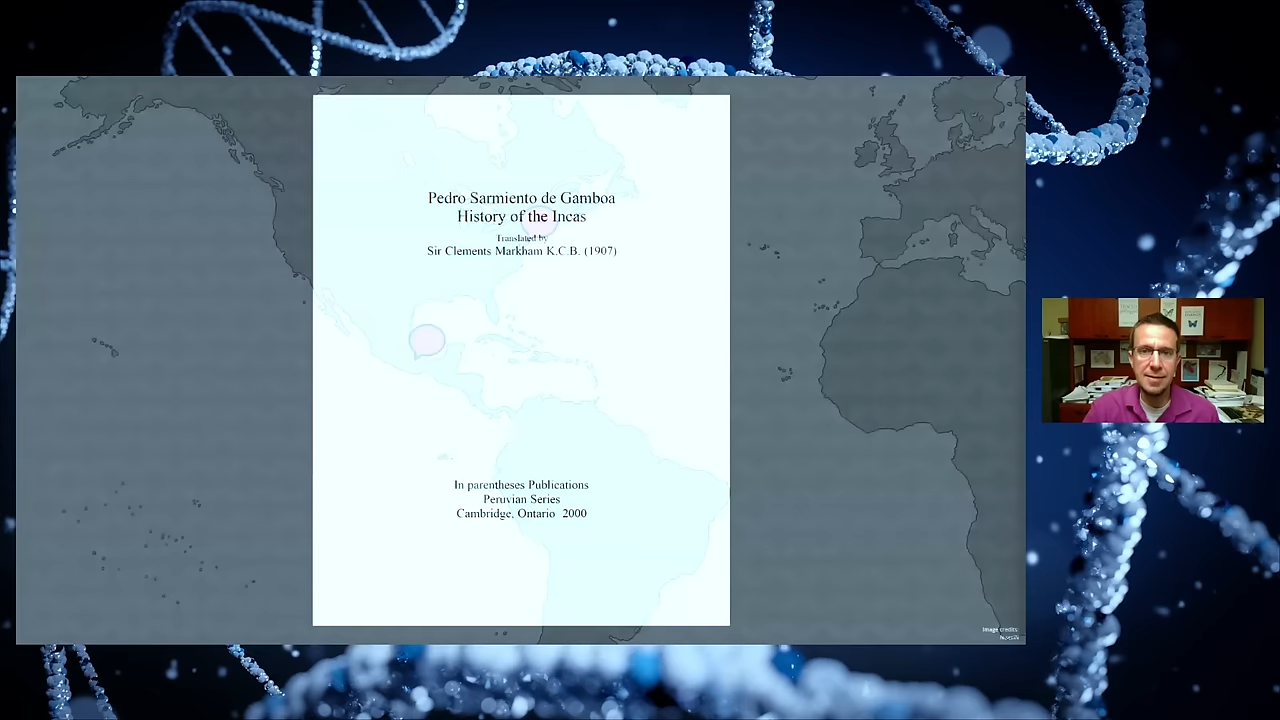 Pedro Sarmiento de Gamboa
History of the Incas
Translated by
Sir Clements Markham K.C.B. (1907)
In parentheses Publications
Peruvian Series
Cambridge, Ontario 2000
Image credits: